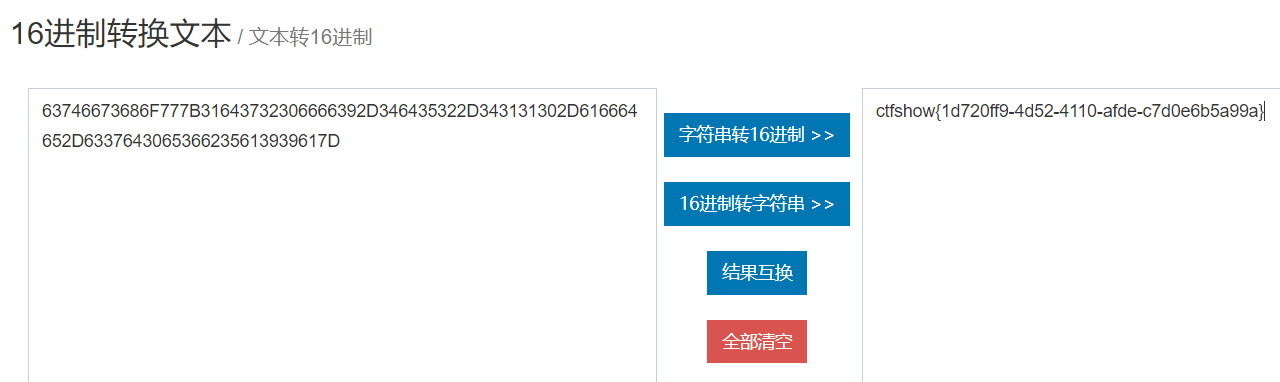 16进制转换文本 / 文本转16进制
63746673686F777B31643732306666392D346435322D343131302D616664
652D6337643065366235613939617D
字符串转16进制 >>
16进制转字符串 >>
结果互换
全部清空
ctfshow{1d720ff9-4d52-4110-afde-c7d0e6b5a99a}